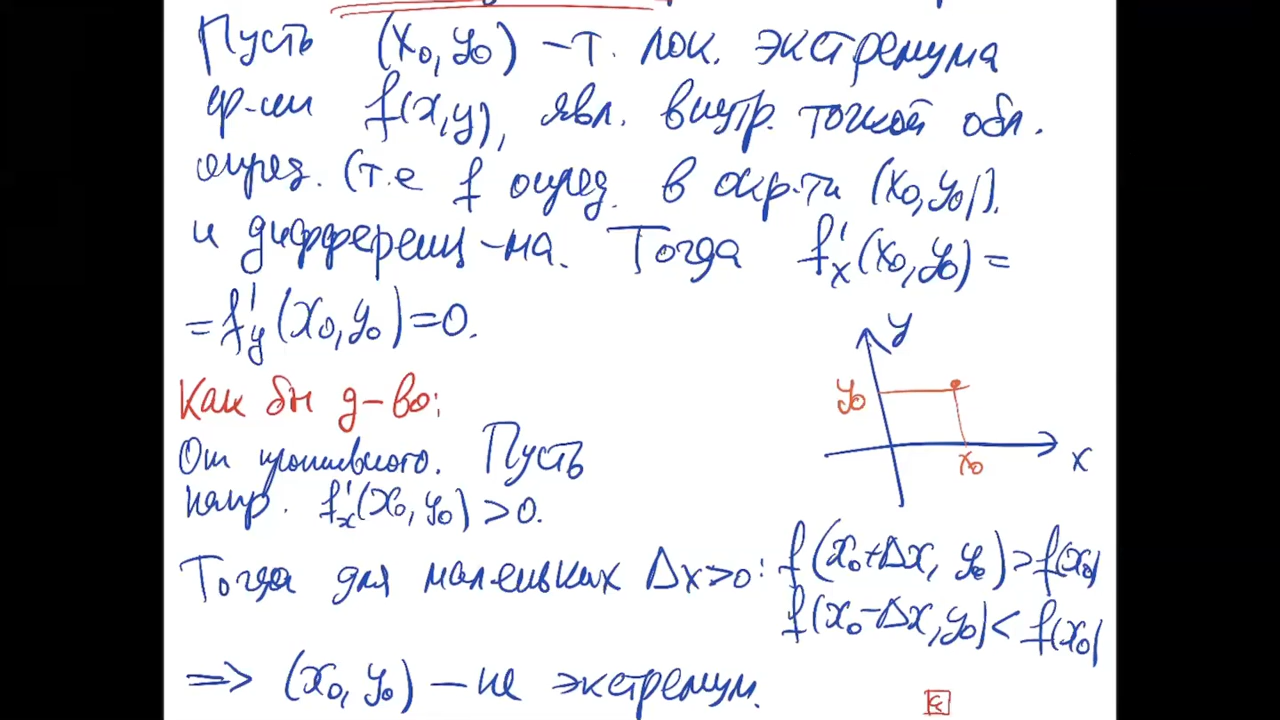 Пусть (x₀, y₀) – т. лок. экстремума
ф-ии f(x,y), явл. внутр. точкой обл.
опред. (т.е f опред. в окр-ти (x₀, y₀)).
и дифференц-ма. Тогда f'ₓ(x₀, y₀) =
= f'ᵧ(x₀, y₀) = 0.
y
y₀
x₀
x
Как бы д-во:
От противного. Пусть
напр. f'ₓ(x₀, y₀) > 0.
Тогда для маленьких Δx>0: f(x₀+Δx, y₀) > f(x₀)
f(x₀-Δx, y₀) < f(x₀)
=> (x₀, y₀) – не экстремум.